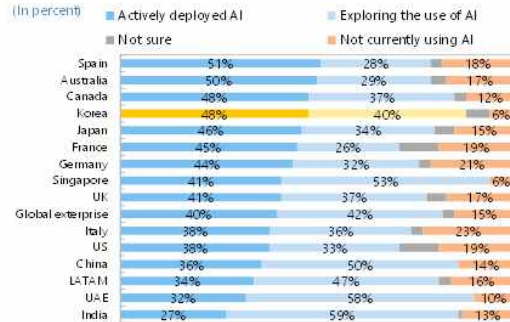 (In percent)
Actively deployed AI Exploring the use of AI
Not sure Not currently using AI
Spain 51% 28% 18%
Australia 50% 29% 17%
Canada 48% 37% 12%
Korea 48% 40% 6%
Japan 46% 34% 15%
France 45% 26% 19%
Germany 44% 32% 21%
Singapore 41% 53% 6%
UK 41% 37% 17%
Global exterprise 40% 42% 15%
Italy 38% 36% 23%
US 38% 33% 19%
China 36% 50% 14%
LATAM 34% 47% 16%
UAE 32% 58% 10%
India 27% 59% 13%